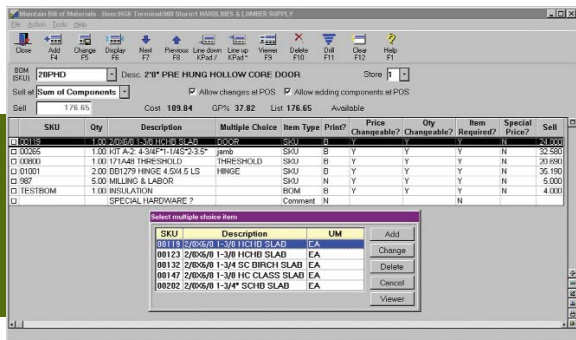 Maintain Bill of Materials - User:HGR Terminal:900 Store:1 HARDLINES & LUMBER SUPPLY
File Action Tools Help
Close Add Change Display Next Previous Line down Line up Viewer Delete Drill Clear Help
F4 F5 F6 F7 F8 KPad / KPad * F9 F10 F11 F12 F1
BOM (SKU) 20PHD Desc 2'0" PRE HUNG HOLLOW CORE DOOR Store 1
Sell at Sum of Components Allow changes at POS Allow adding components at POS
Sell 176.65 Cost 109.84 GP% 37.82 List 176.65 Available
SKU Qty Description Multiple Choice Item Type Print? Price Changeable? Qty Changeable? Item Required? Special Price? Sell
00119 1.00 2/0X6/8 1-3/8 HCHB SLAB DOOR SKU B Y Y Y N 24.000
00265 1.00 KIT A-2: 4-3/4F*1-1/4S*2-3.5* jamb SKU B Y Y Y N 32.580
00800 1.00 171A48 THRESHOLD THRESHOLD SKU B Y Y Y N 20.690
01001 2.00 BB1279 HINGE 4.5X4.5 LS HINGE SKU B Y Y Y N 35.190
987 5.00 MILLING & LABOR SKU N Y Y Y N 5.000
TESTBOM 1.00 INSULATION BOM B Y Y Y N 4.000
SPECIAL HARDWARE ? Comment N N
Select multiple choice item
SKU Description UM
00119 2/0X6/8 1-3/8 HCHB SLAB EA
00123 2/0X6/8 1-3/8 HCHB SLAB EA
00132 2/0X6/8 1-3/4 SC BIRCH SLAB EA
00147 2/0X6/8 1-3/8 HC CLASS SLAB EA
00202 2/0X6/8 1-3/4* SCHB SLAB EA
Add
Change
Delete
Cancel
Viewer